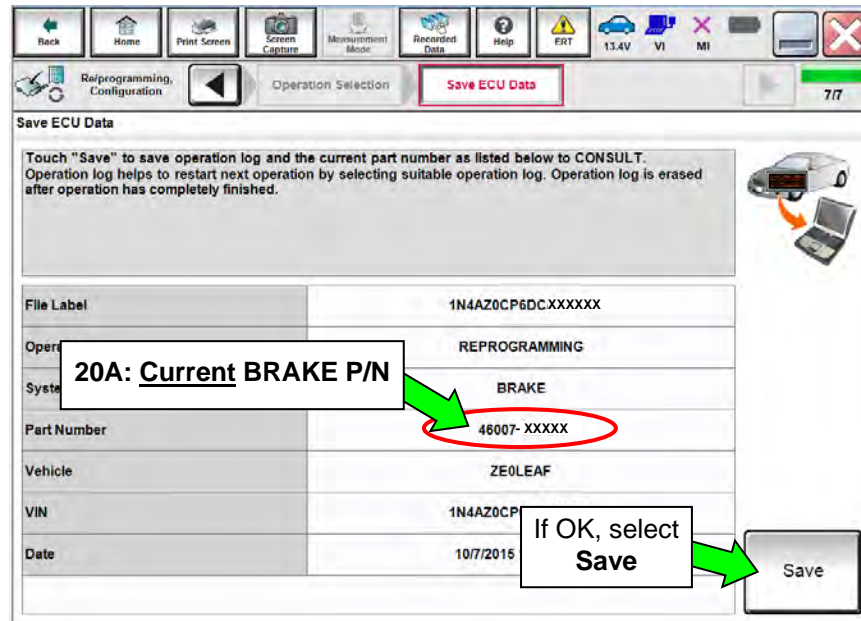 Back
Home
Print Screen
Screen
Capture
Measurement
Mode
Recorded
Data
Help
ERT
13.4V
VI
MI
Re/programming,
Configuration
Operation Selection
Save ECU Data
7/7
Save ECU Data
Touch "Save" to save operation log and the current part number as listed below to CONSULT.
Operation log helps to restart next operation by selecting suitable operation log. Operation log is erased
after operation has completely finished.
File Label
1N4AZ0CP6DCXXXXXX
REPROGRAMMING
20A: Current BRAKE P/N
BRAKE
Part Number
46007- XXXXX
Vehicle
ZE0LEAF
VIN
1N4AZ0CP
If OK, select
Save
Date
10/7/2015
Save